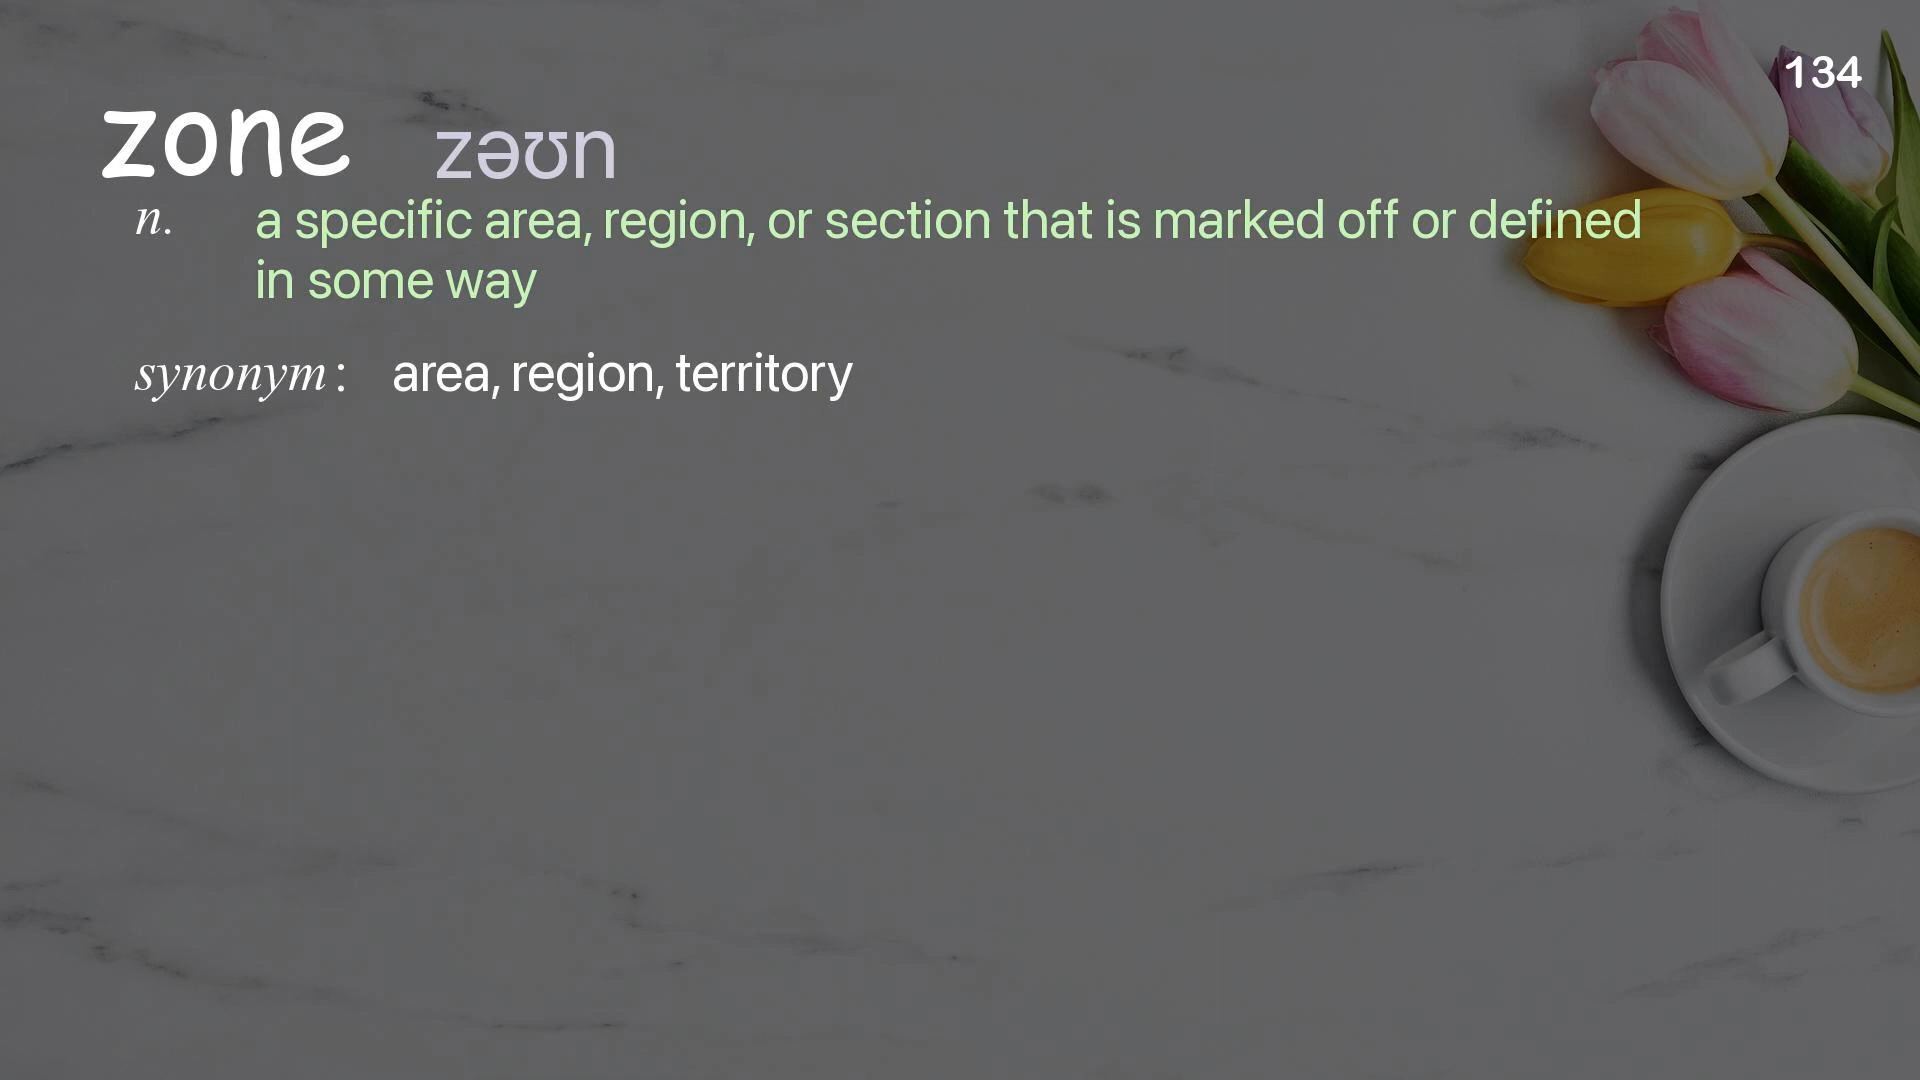 134
zone zəʊn
n. a specific area, region, or section that is marked off or defined
in some way
synonym: area, region, territory